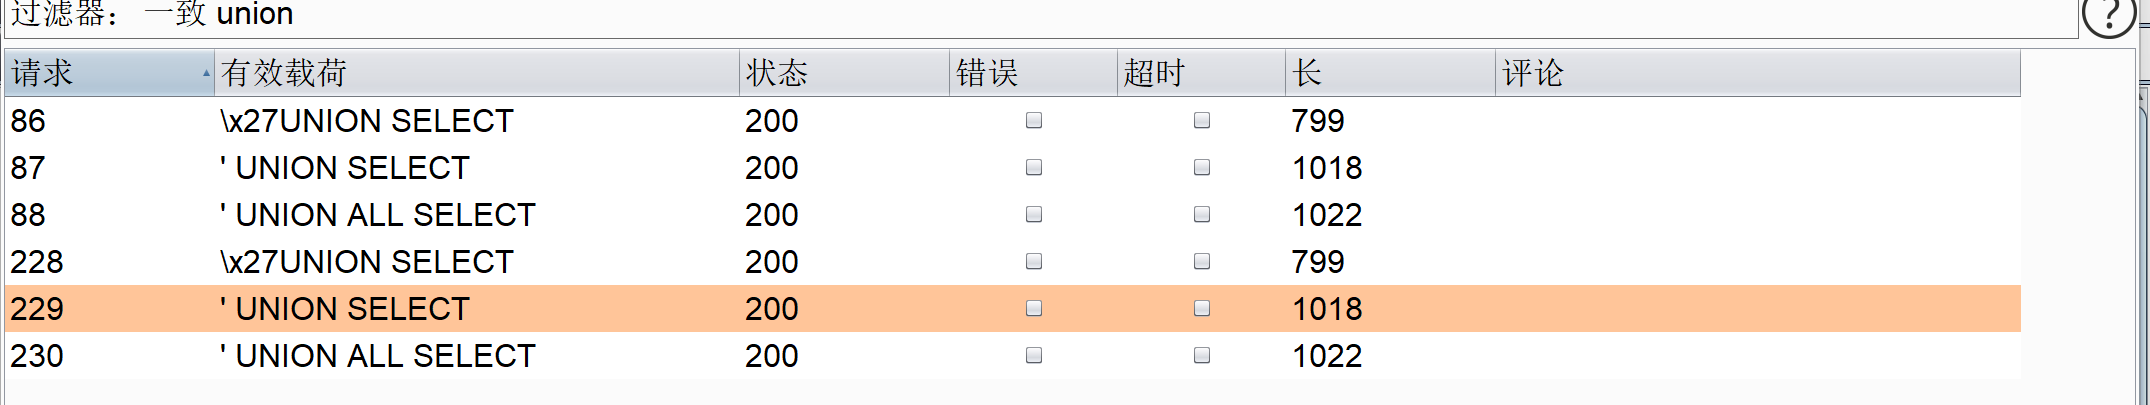 过滤器： 一致 union
?
请求 有效载荷 状态 错误 超时 长 评论
86 \x27UNION SELECT 200 799
87 ' UNION SELECT 200 1018
88 ' UNION ALL SELECT 200 1022
228 \x27UNION SELECT 200 799
229 ' UNION SELECT 200 1018
230 ' UNION ALL SELECT 200 1022